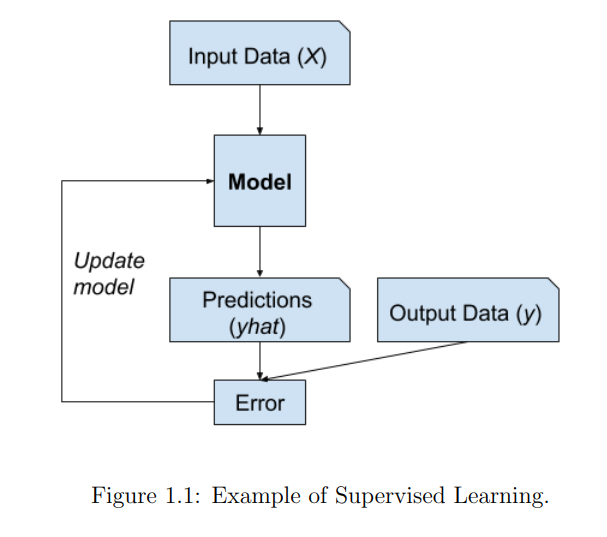 Input Data (X)
Model
Update
model
Predictions
(yhat)
Output Data (y)
Error
Figure 1.1: Example of Supervised Learning.